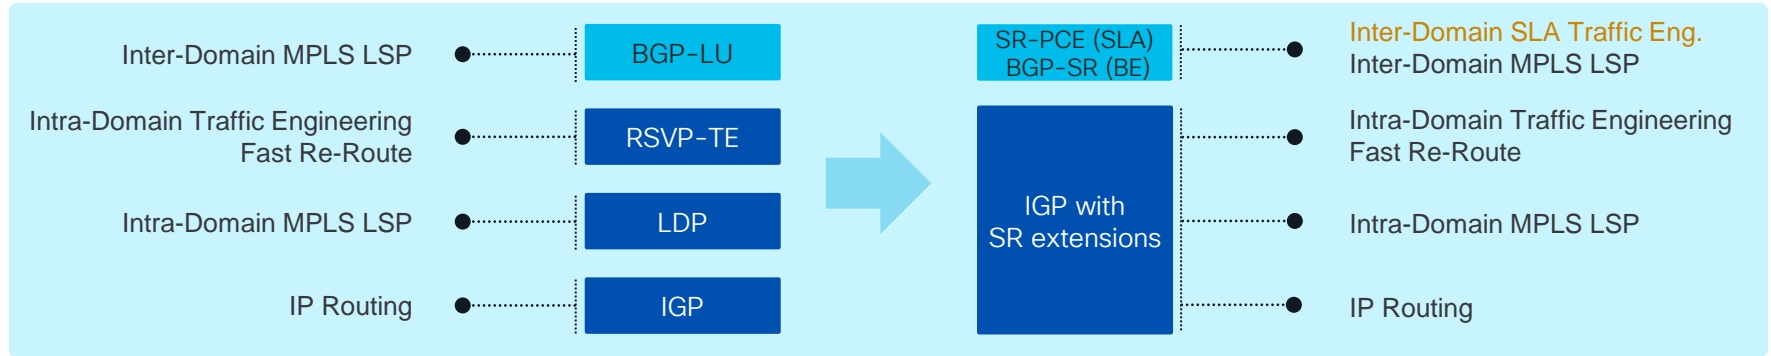 Inter-Domain MPLS LSP
BGP-LU
SR-PCE (SLA)
BGP-SR (BE)
Inter-Domain SLA Traffic Eng.
Inter-Domain MPLS LSP
Intra-Domain Traffic Engineering
Fast Re-Route
RSVP-TE
Intra-Domain Traffic Engineering
Fast Re-Route
Intra-Domain MPLS LSP
LDP
IGP with
SR extensions
Intra-Domain MPLS LSP
IP Routing
IGP
IP Routing